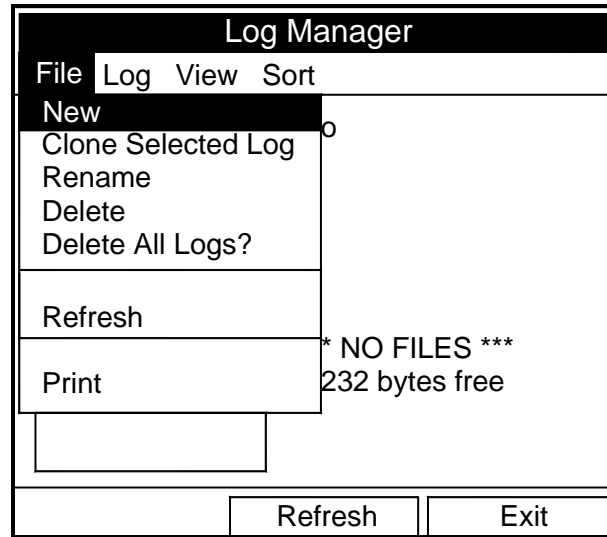 Log Manager
File Log View Sort
New
o
Clone Selected Log
Rename
Delete
Delete All Logs?
Refresh
* NO FILES ***
Print
232 bytes free
Refresh Exit